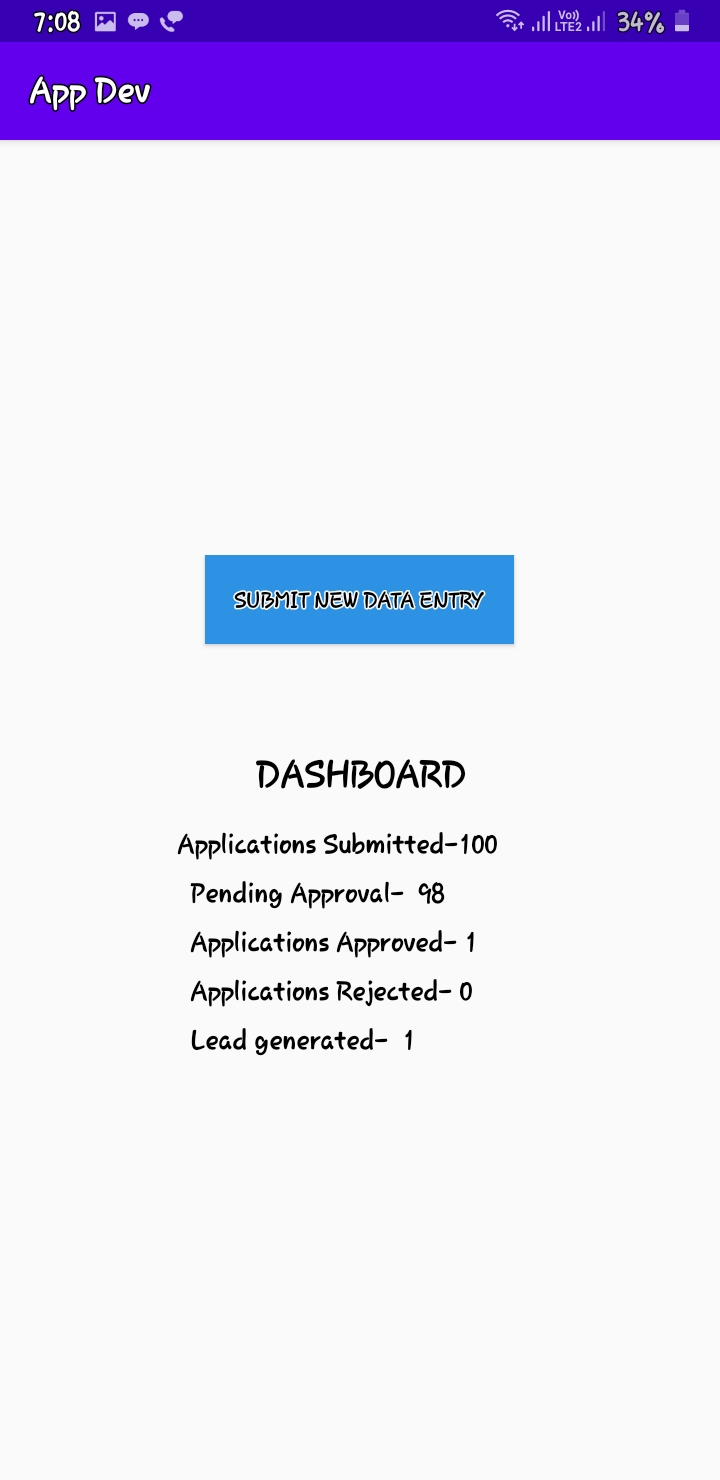 7:08 Vo)) LTE2 34%
App Dev
SUBMIT NEW DATA ENTRY
DASHBOARD
Applications Submitted-100
Pending Approval- 98
Applications Approved- 1
Applications Rejected- 0
Lead generated- 1